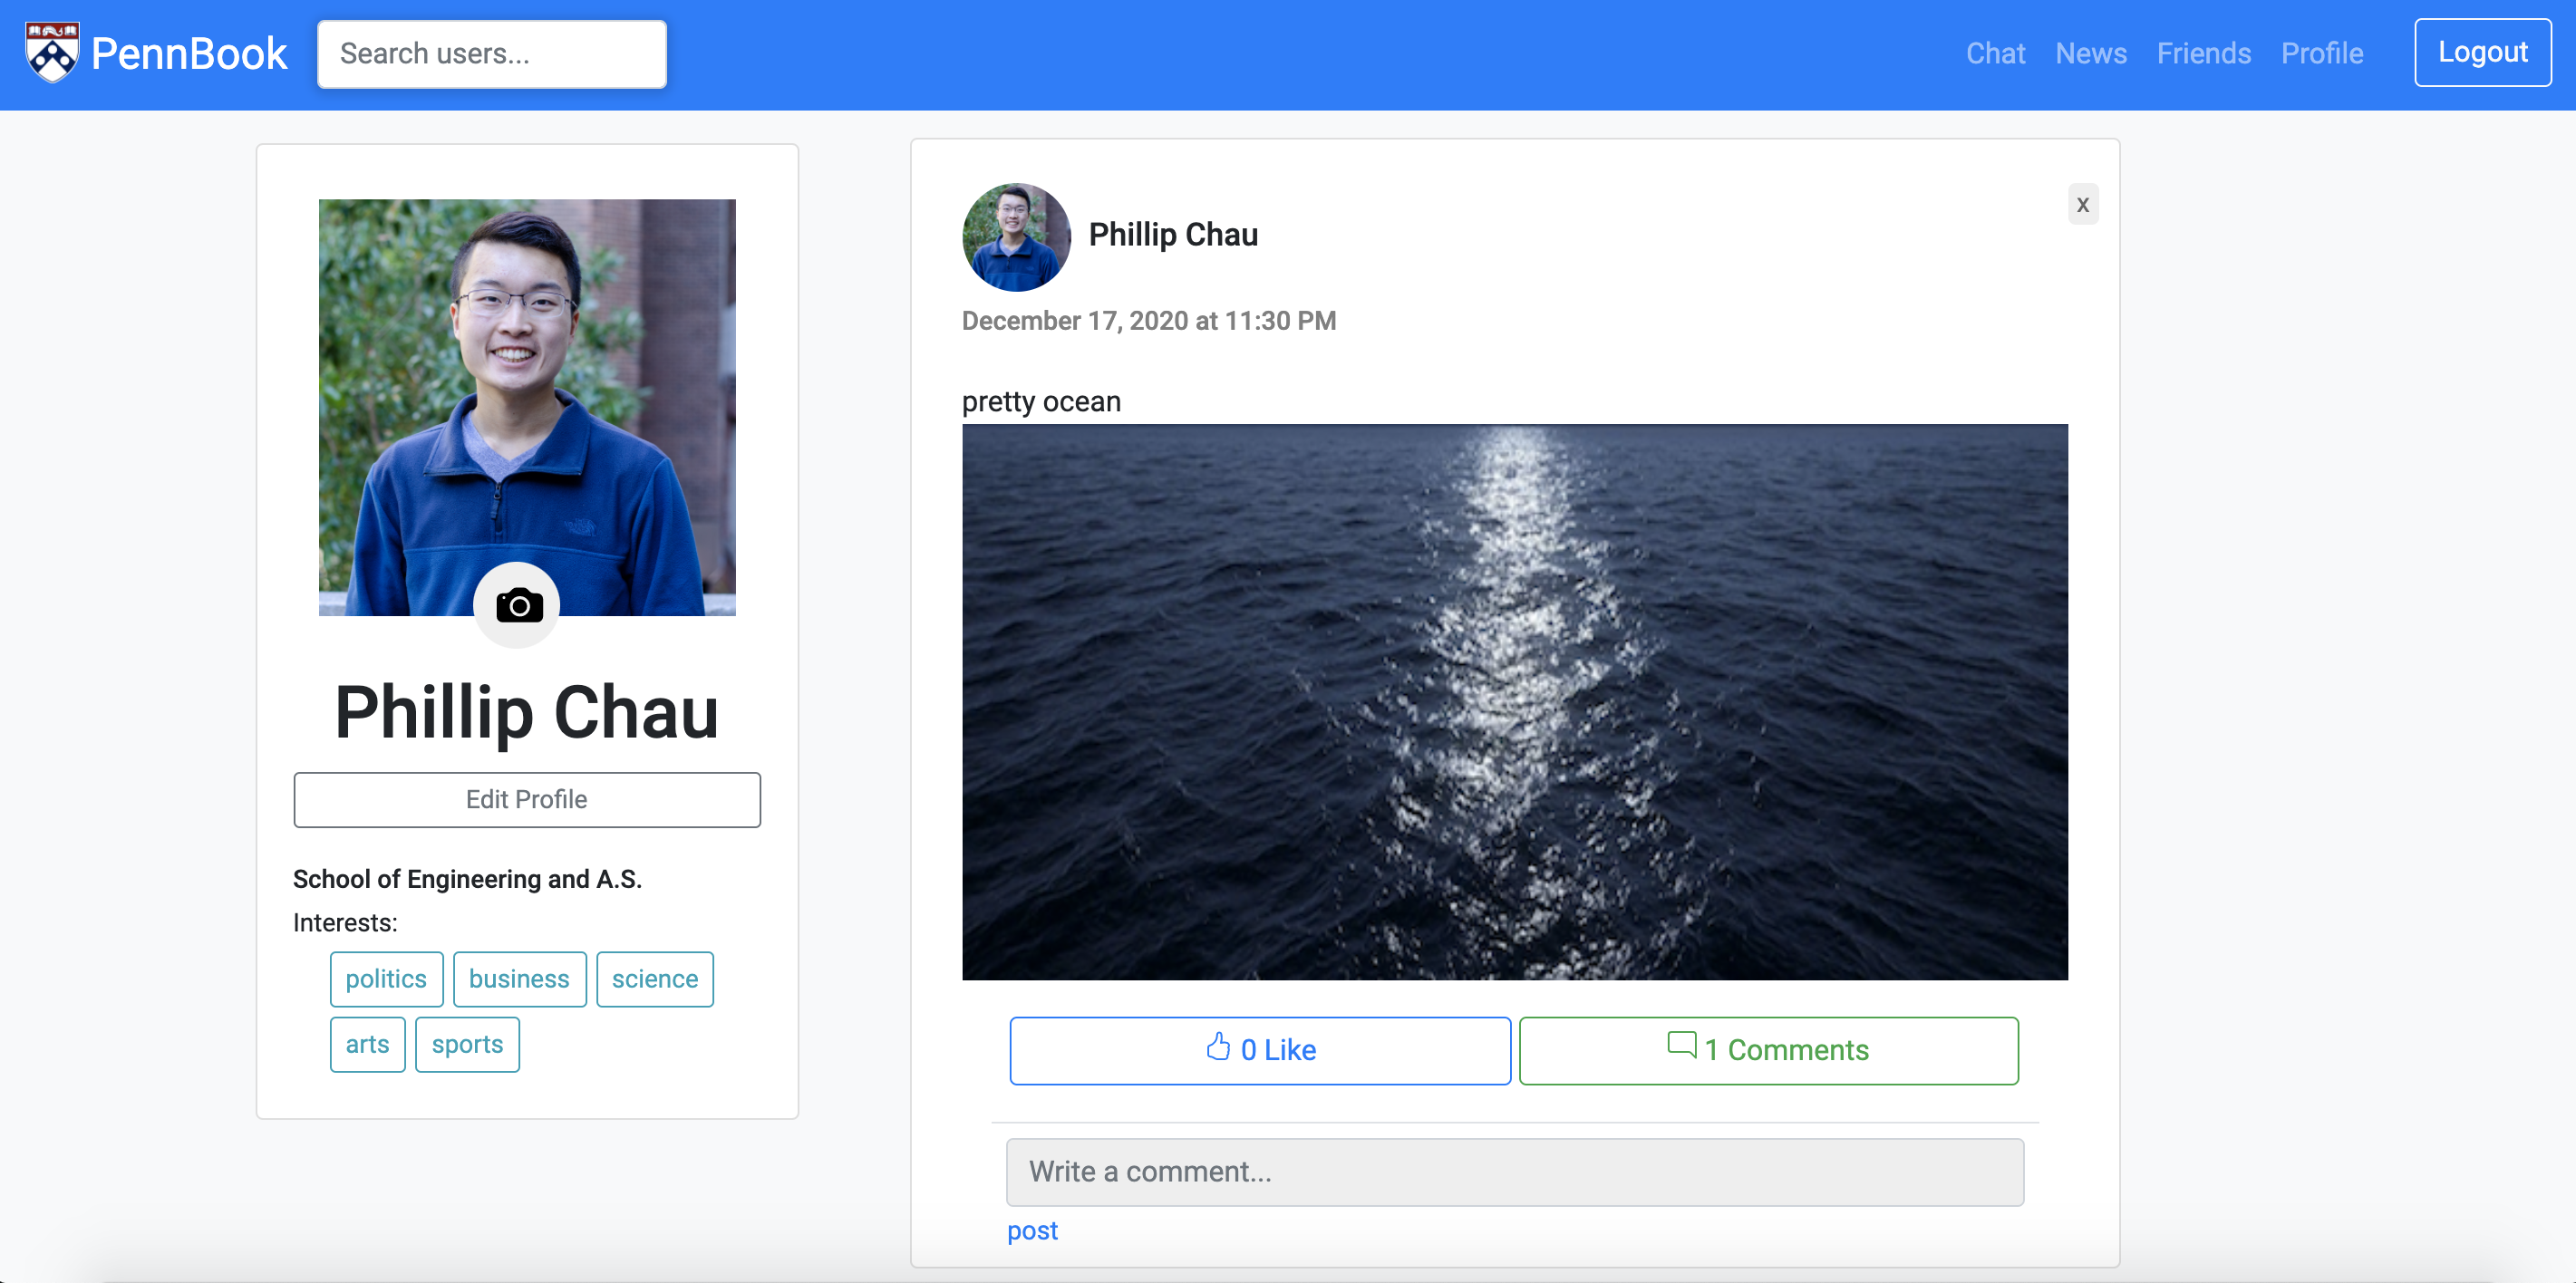 PennBook
Search users...
Chat News Friends Profile Logout
Phillip Chau
Edit Profile
School of Engineering and A.S.
Interests:
politics business science
arts sports
Phillip Chau
x
December 17, 2020 at 11:30 PM
pretty ocean
0 Like
1 Comments
Write a comment...
post